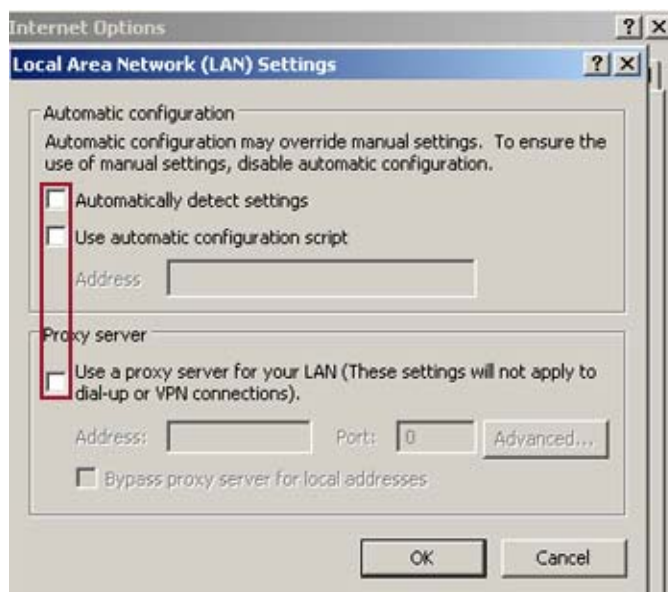 Internet Options
Local Area Network (LAN) Settings
Automatic configuration
Automatic configuration may override manual settings. To ensure the
use of manual settings, disable automatic configuration.
Automatically detect settings
Use automatic configuration script
Address
Proxy server
Use a proxy server for your LAN (These settings will not apply to
dial-up or VPN connections).
Address: Port: 0 Advanced...
Bypass proxy server for local addresses
OK Cancel